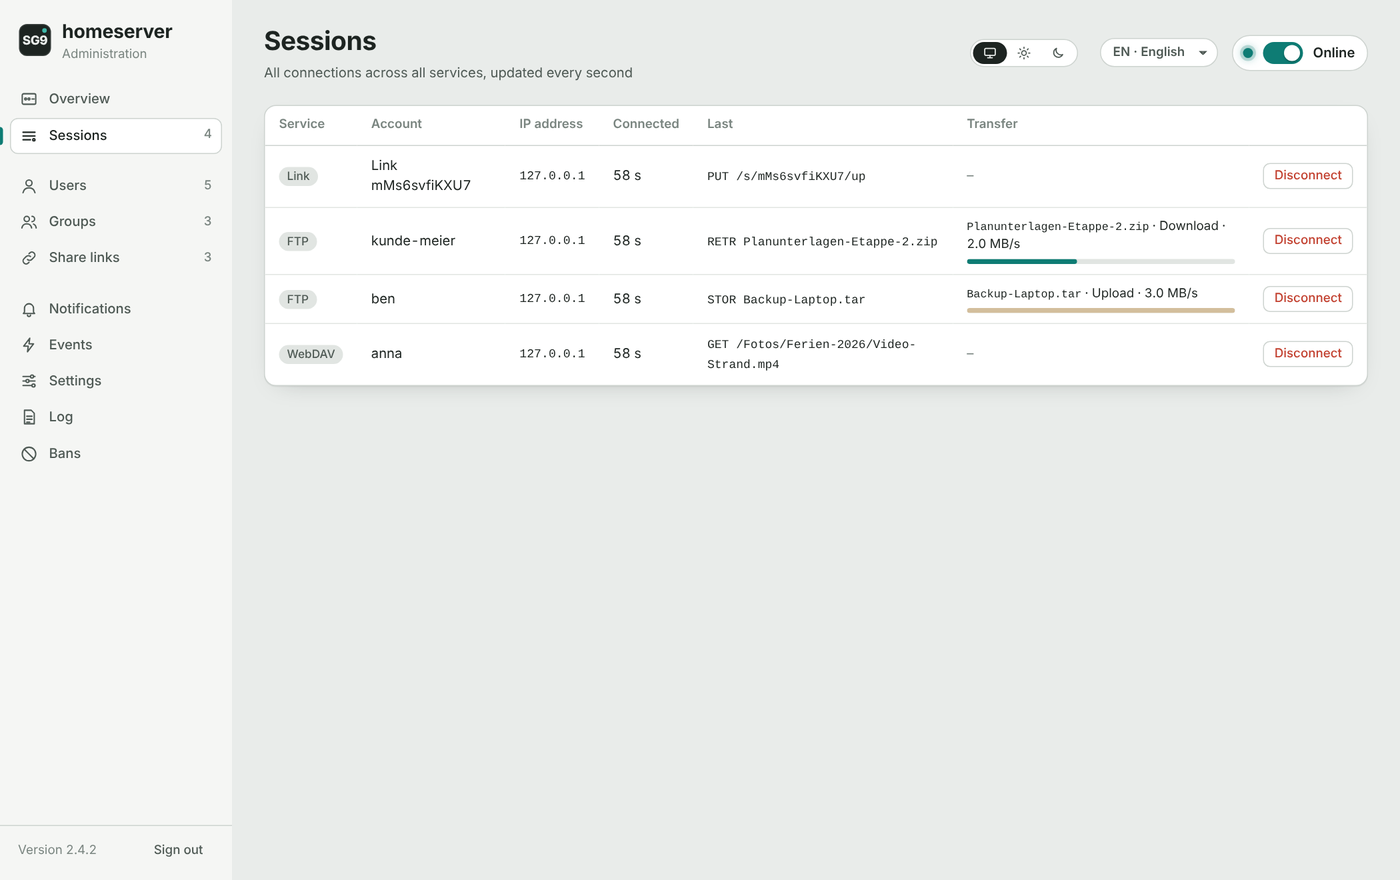 SG9
homeserver
Administration
Overview
Sessions 4
Users 5
Groups 3
Share links 3
Notifications
Events
Settings
Log
Bans
Version 2.4.2 Sign out
Sessions
All connections across all services, updated every second
EN · English
Online
Service Account IP address Connected Last Transfer
Link
Link
mMs6svfiKXU7
127.0.0.1 58 s PUT /s/mMs6svfiKXU7/up – Disconnect
FTP kunde-meier 127.0.0.1 58 s RETR Planunterlagen-Etappe-2.zip
Planunterlagen-Etappe-2.zip · Download ·
2.0 MB/s
Disconnect
FTP ben 127.0.0.1 58 s STOR Backup-Laptop.tar Backup-Laptop.tar · Upload · 3.0 MB/s Disconnect
WebDAV anna 127.0.0.1 58 s
GET /Fotos/Ferien-2026/Video-
Strand.mp4
– Disconnect